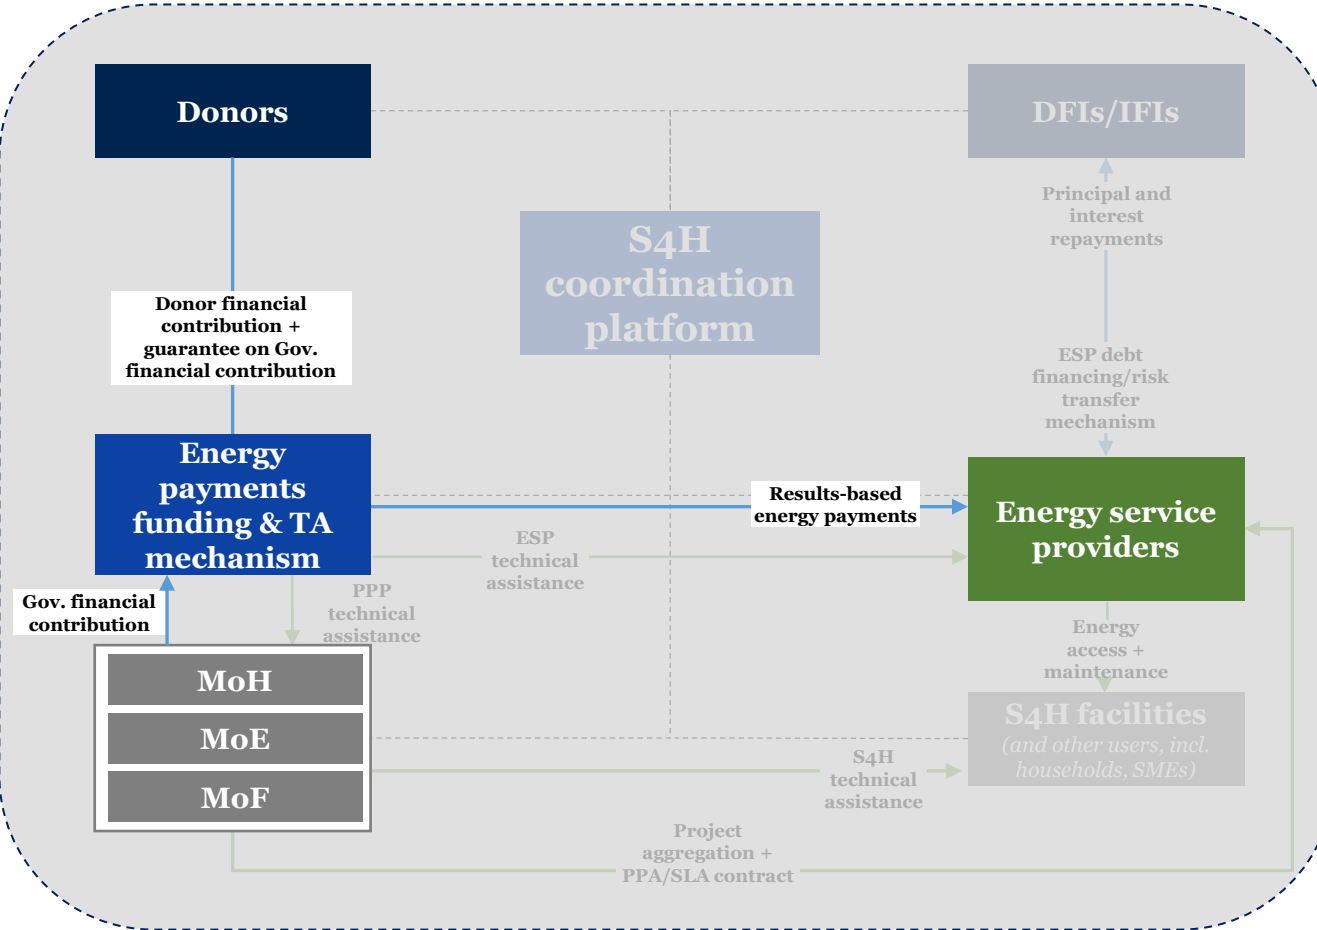 Donors
DFIs/IFIs
Principal and
interest
repayments
S4H
coordination
platform
Donor financial
contribution +
guarantee on Gov.
financial contribution
ESP debt
financing/risk
transfer
mechanism
Energy
payments
funding & TA
mechanism
Results-based
energy payments
Energy service
providers
ESP
technical
assistance
Gov. financial
contribution
PPP
technical
assistance
Energy
access +
maintenance
MoH
MoE
MoF
S4H facilities
(and other users, incl.
households, SMEs)
S4H
technical
assistance
Project
aggregation +
PPA/SLA contract